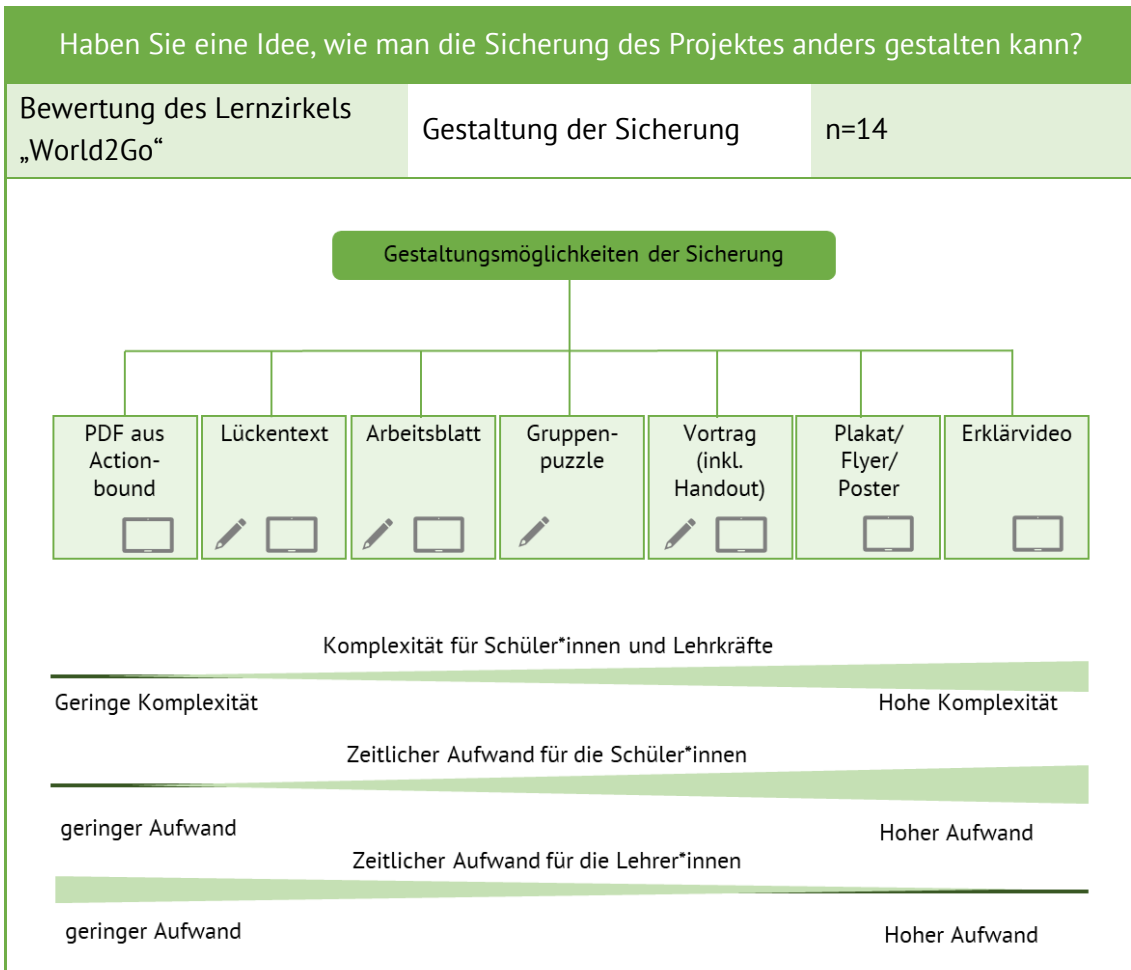 Haben Sie eine Idee, wie man die Sicherung des Projektes anders gestalten kann?
Bewertung des Lernzirkels
„World2Go“
Gestaltung der Sicherung
n=14
Gestaltungsmöglichkeiten der Sicherung
PDF aus
Action-
bound
Lückentext
Arbeitsblatt
Gruppen-
puzzle
Vortrag
(inkl.
Handout)
Plakat/
Flyer/
Poster
Erklärvideo
Komplexität für Schüler*innen und Lehrkräfte
Geringe Komplexität
Hohe Komplexität
Zeitlicher Aufwand für die Schüler*innen
geringer Aufwand
Hoher Aufwand
Zeitlicher Aufwand für die Lehrer*innen
geringer Aufwand
Hoher Aufwand